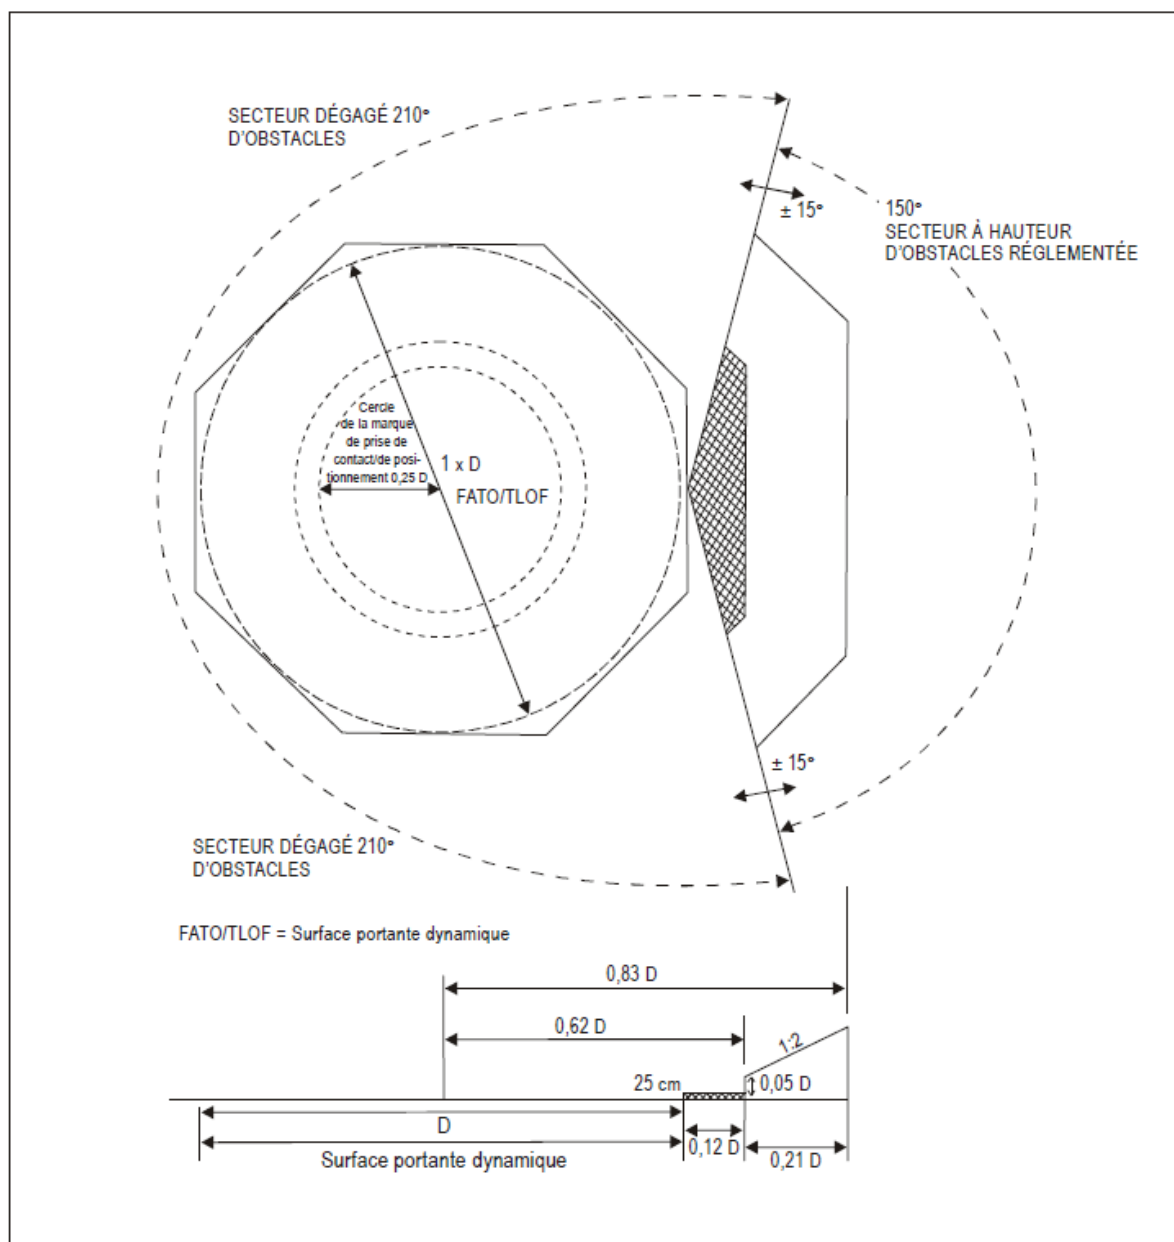 SECTEUR DÉGAGÉ 210°
D'OBSTACLES
± 15°
150°
SECTEUR À HAUTEUR
D'OBSTACLES RÉGLEMENTÉE
Cercle
de la marque
de prise de
contact/de posi-
tionnement 0,25 D
1 x D
FATO/TLOF
± 15°
SECTEUR DÉGAGÉ 210°
D'OBSTACLES
FATO/TLOF = Surface portante dynamique
0,83 D
0,62 D
1:2
25 cm
0,05 D
D
0,12 D
0,21 D
Surface portante dynamique